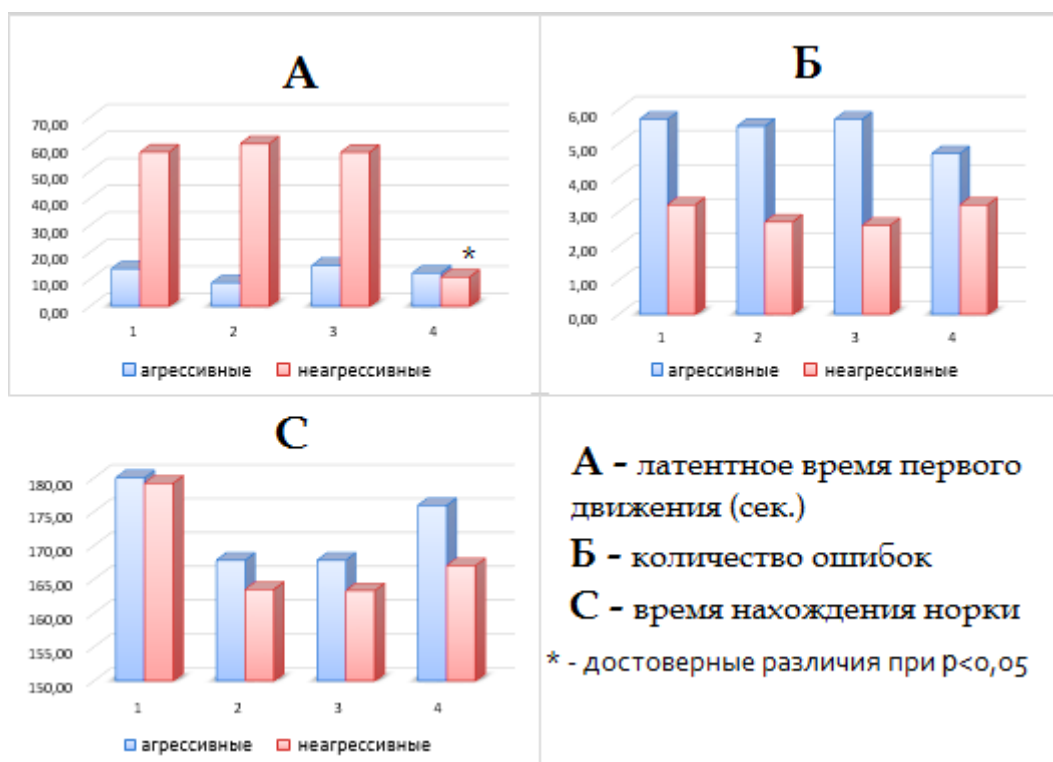 А
70,00
60,00
50,00
40,00
30,00
20,00
10,00
0,00
*
1 2 3 4
агрессивные неагрессивные
Б
6,00
5,00
4,00
3,00
2,00
1,00
0,00
1 2 3 4
агрессивные неагрессивные
С
180,00
175,00
170,00
165,00
160,00
155,00
150,00
1 2 3 4
агрессивные неагрессивные
А - латентное время первого
движения (сек.)
Б - количество ошибок
С - время нахождения норки
* - достоверные различия при p<0,05